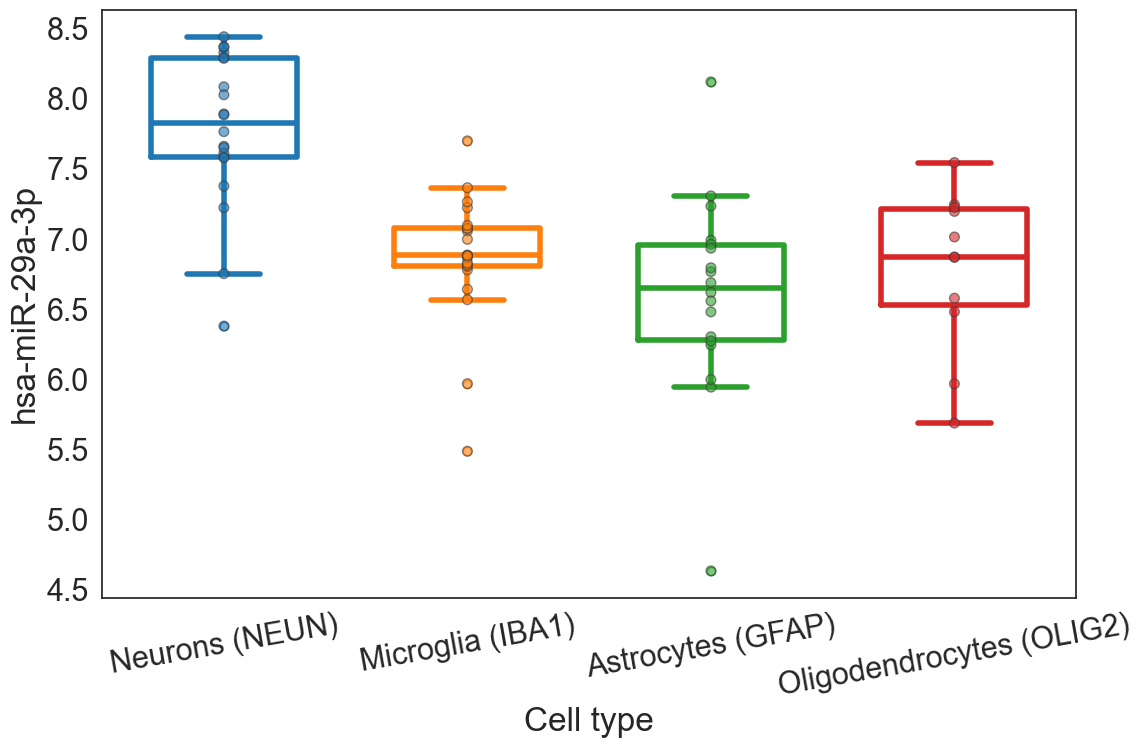 8.5
8.0
7.5
7.0
6.5
6.0
5.5
5.0
4.5
hsa-miR-29a-3p
Neurons (NEUN)
Microglia (IBA1)
Astrocytes (GFAP)
Oligodendrocytes (OLIG2)
Cell type